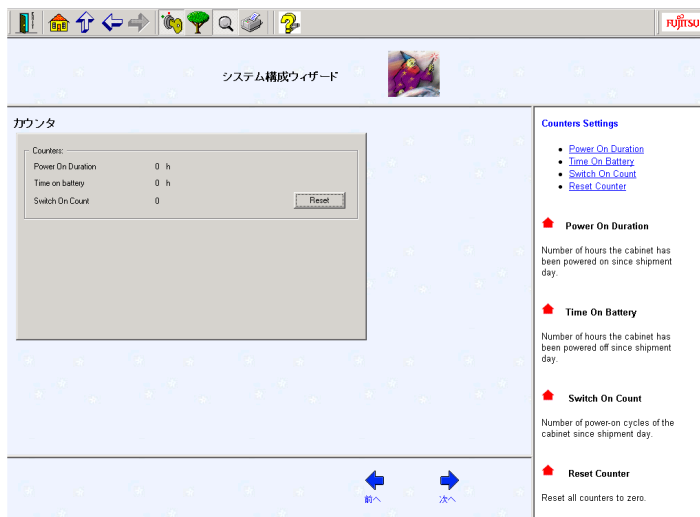 FUJITSU
システム構成ウィザード
カウンタ
Counters:
Power On Duration 0 h
Time on battery 0 h
Switch On Count 0
Reset
前へ
次へ
Counters Settings
Power On Duration
Time On Battery
Switch On Count
Reset Counter
Power On Duration
Number of hours the cabinet has
been powered on since shipment
day.
Time On Battery
Number of hours the cabinet has
been powered off since shipment
day.
Switch On Count
Number of power-on cycles of the
cabinet since shipment day.
Reset Counter
Reset all counters to zero.